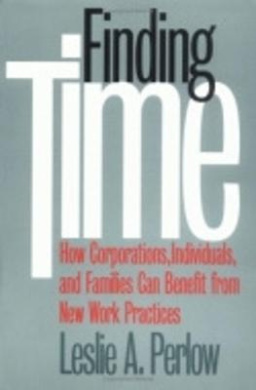 Finding
Time
How Corporations, Individuals,
and Families Can Benefit from
New Work Practices
Leslie A. Perlow